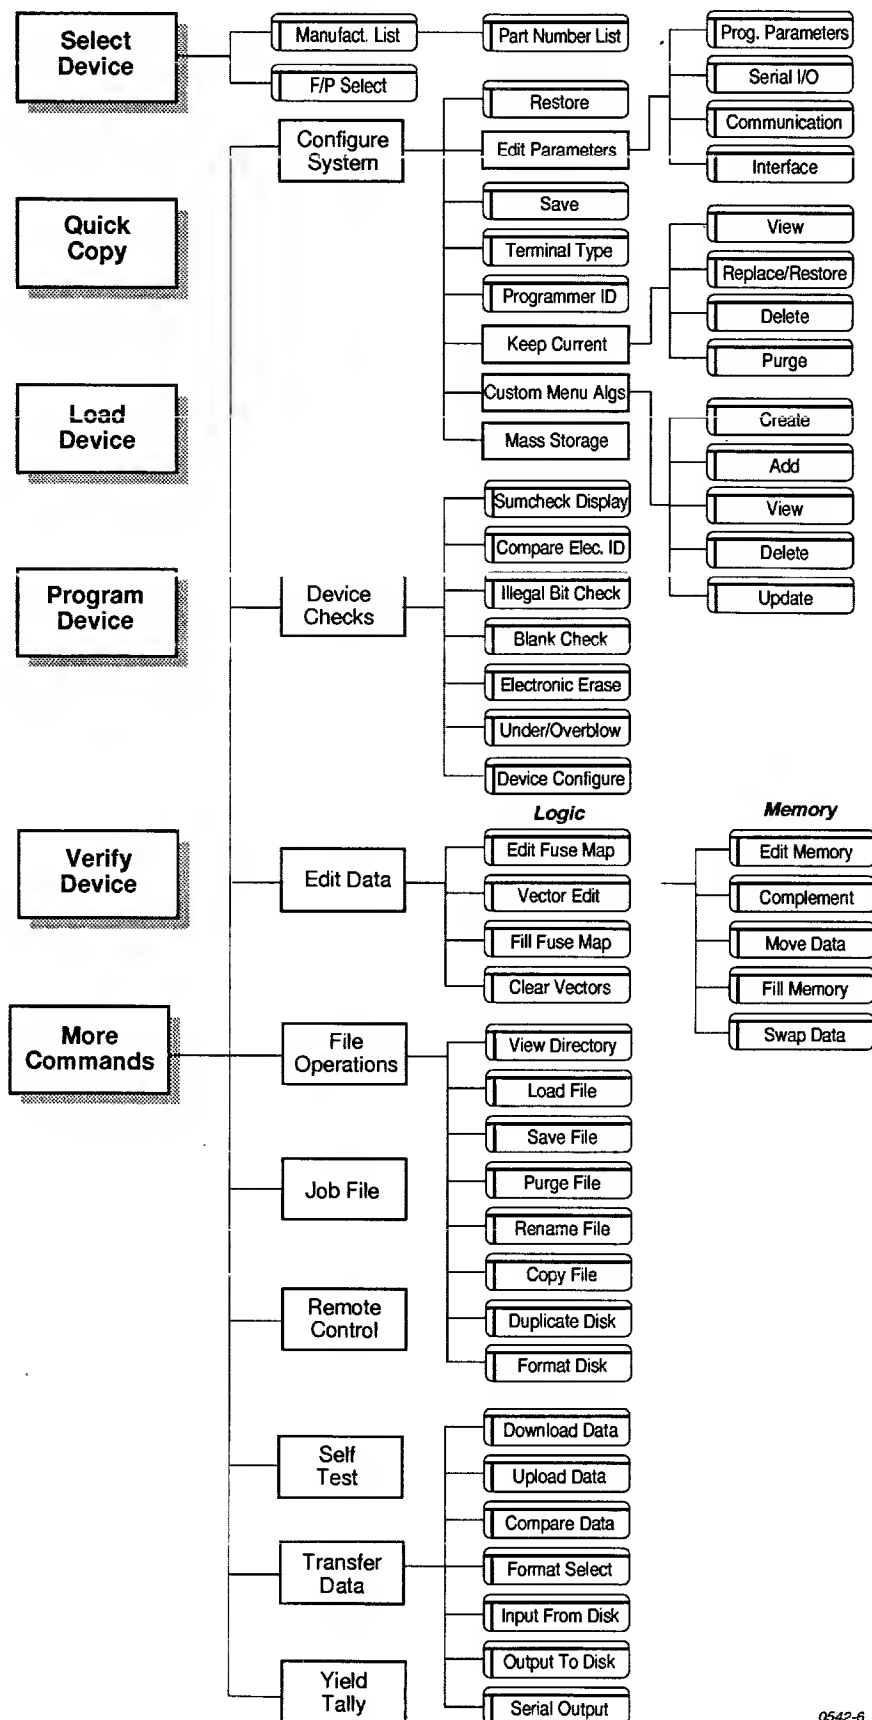 Select
Device
Manufact. List
Part Number List
F/P Select
Quick
Copy
Load
Device
Program
Device
Verify
Device
More
Commands
Configure
System
Restore
Edit Parameters
Save
Terminal Type
Programmer ID
Keep Current
Custom Menu Algs
Mass Storage
Prog. Parameters
Serial I/O
Communication
Interface
View
Replace/Restore
Delete
Purge
Create
Add
View
Delete
Update
Device
Checks
Sumcheck Display
Compare Elec. ID
Illegal Bit Check
Blank Check
Electronic Erase
Under/Overblow
Device Configure
Edit Data
Logic
Edit Fuse Map
Vector Edit
Fill Fuse Map
Clear Vectors
Memory
Edit Memory
Complement
Move Data
Fill Memory
Swap Data
File
Operations
View Directory
Load File
Save File
Purge File
Rename File
Copy File
Duplicate Disk
Format Disk
Job File
Remote
Control
Self
Test
Transfer
Data
Download Data
Upload Data
Compare Data
Format Select
Input From Disk
Output To Disk
Serial Output
Yield
Tally
0542-6